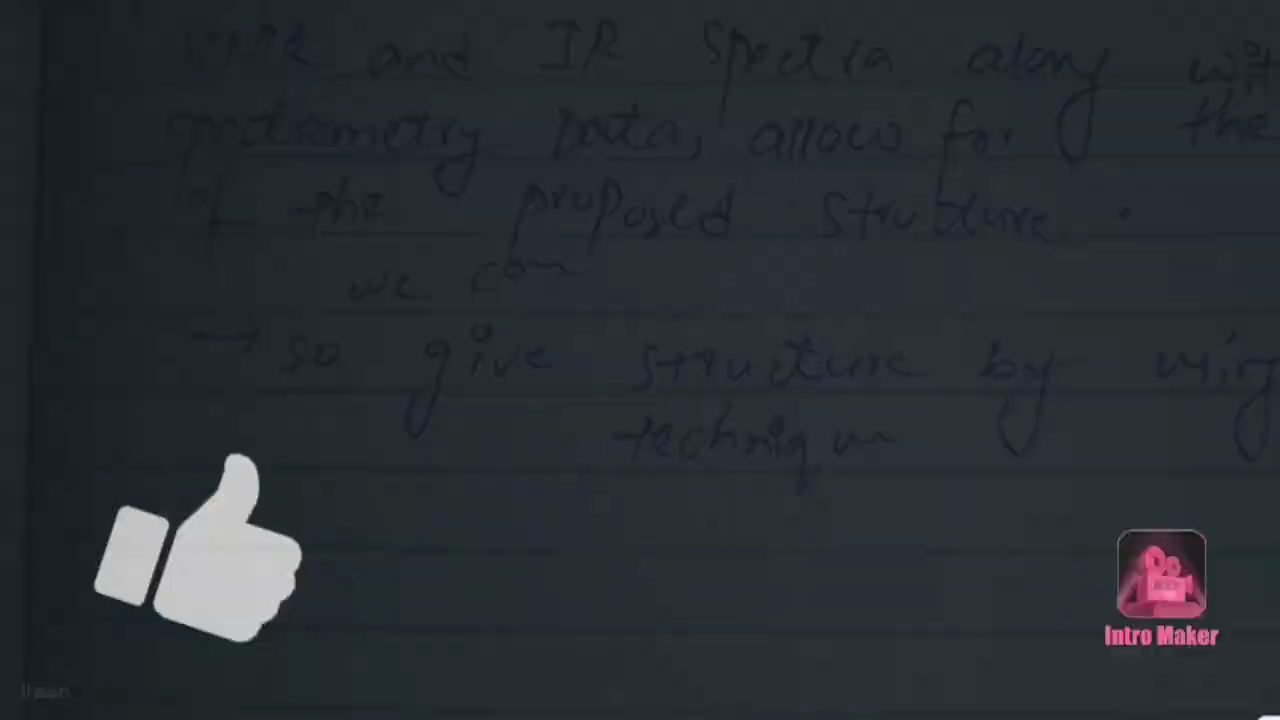 and IR Spectra along
Data, allow for the
of the proposed structure.
we can
→ so give structure by using
technique
Intro Maker